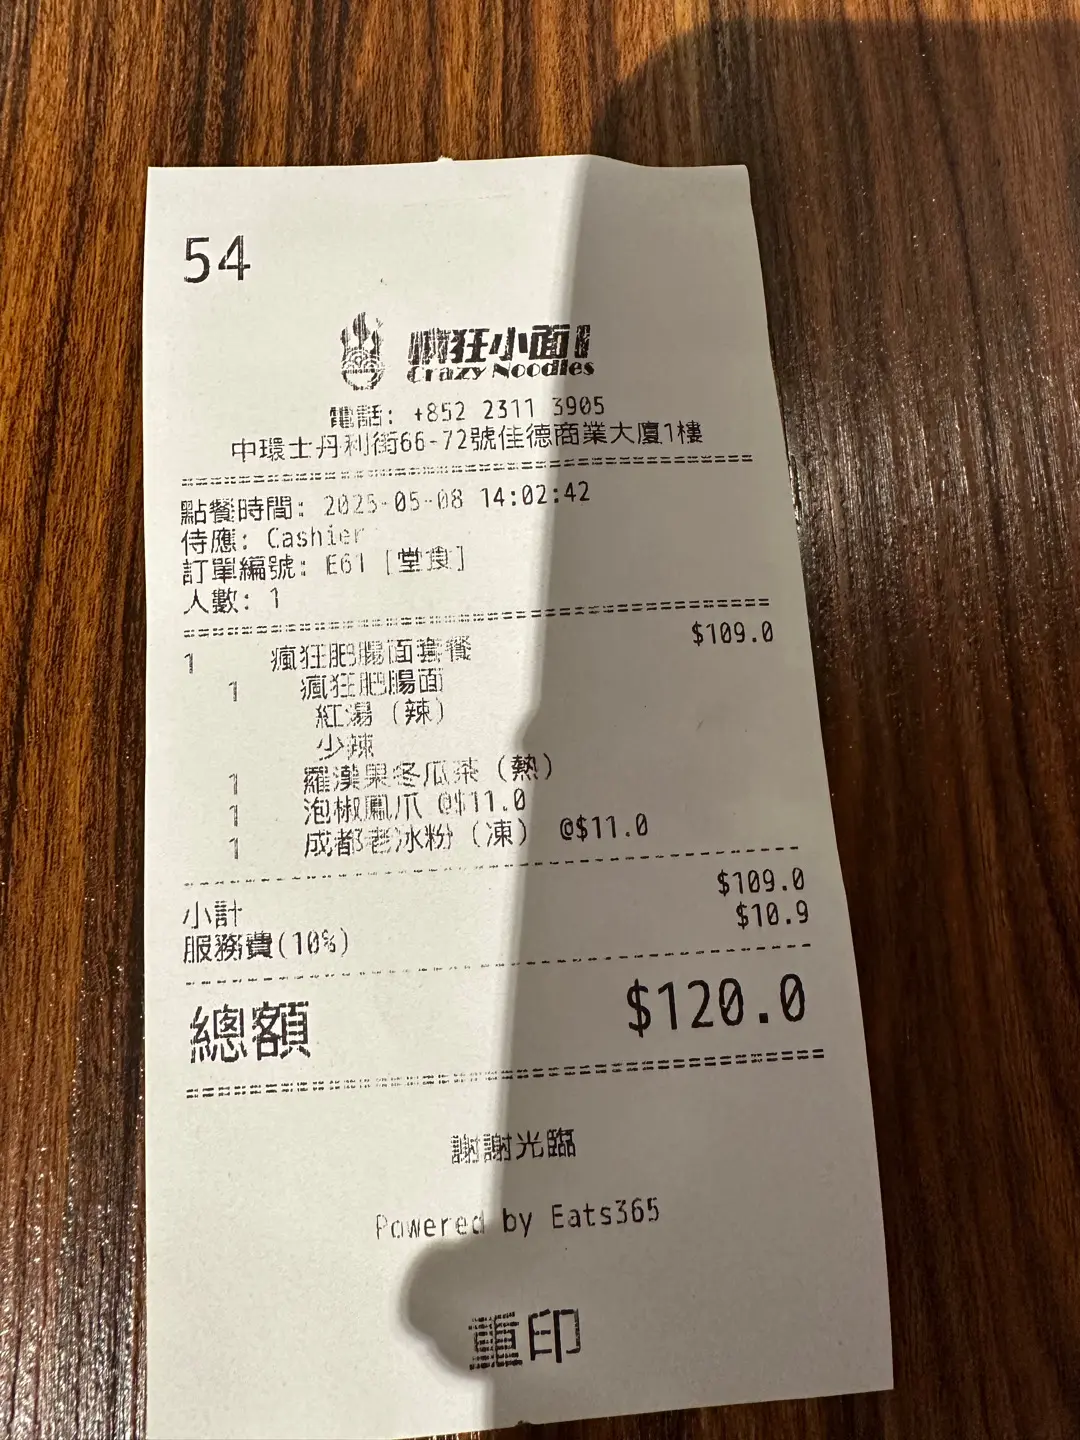 54
瘋狂小面!
Crazy Noodles
電話: +852 2311 3905
中環士丹利街66-72號佳德商業大廈1樓
點餐時間: 2025-05-08 14:02:42
侍應: Cashier
訂單編號: E61 [堂食]
人數: 1
1 瘋狂肥腸面套餐 $109.0
1 瘋狂肥腸面
紅湯 (辣)
少辣
1 羅漢果冬瓜茶 (熱)
1 泡椒鳳爪 @$11.0
1 成都老冰粉 (凍) @$11.0
小計 $109.0
服務費(10%) $10.9
總額 $120.0
謝謝光臨
Powered by Eats365
重印